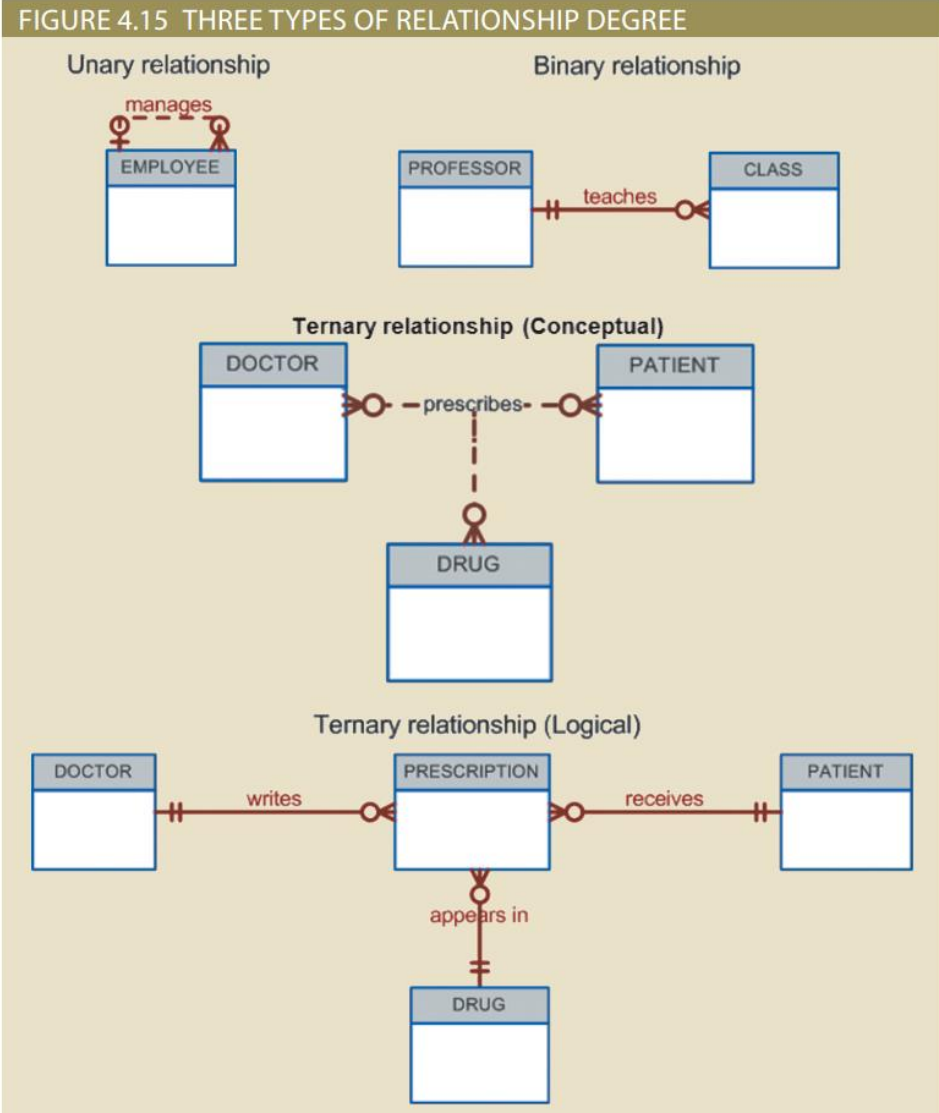 FIGURE 4.15 THREE TYPES OF RELATIONSHIP DEGREE
Unary relationship
Binary relationship
manages
EMPLOYEE
PROFESSOR
teaches
CLASS
Ternary relationship (Conceptual)
DOCTOR
prescribes
PATIENT
DRUG
Ternary relationship (Logical)
DOCTOR
writes
PRESCRIPTION
receives
PATIENT
appears in
DRUG